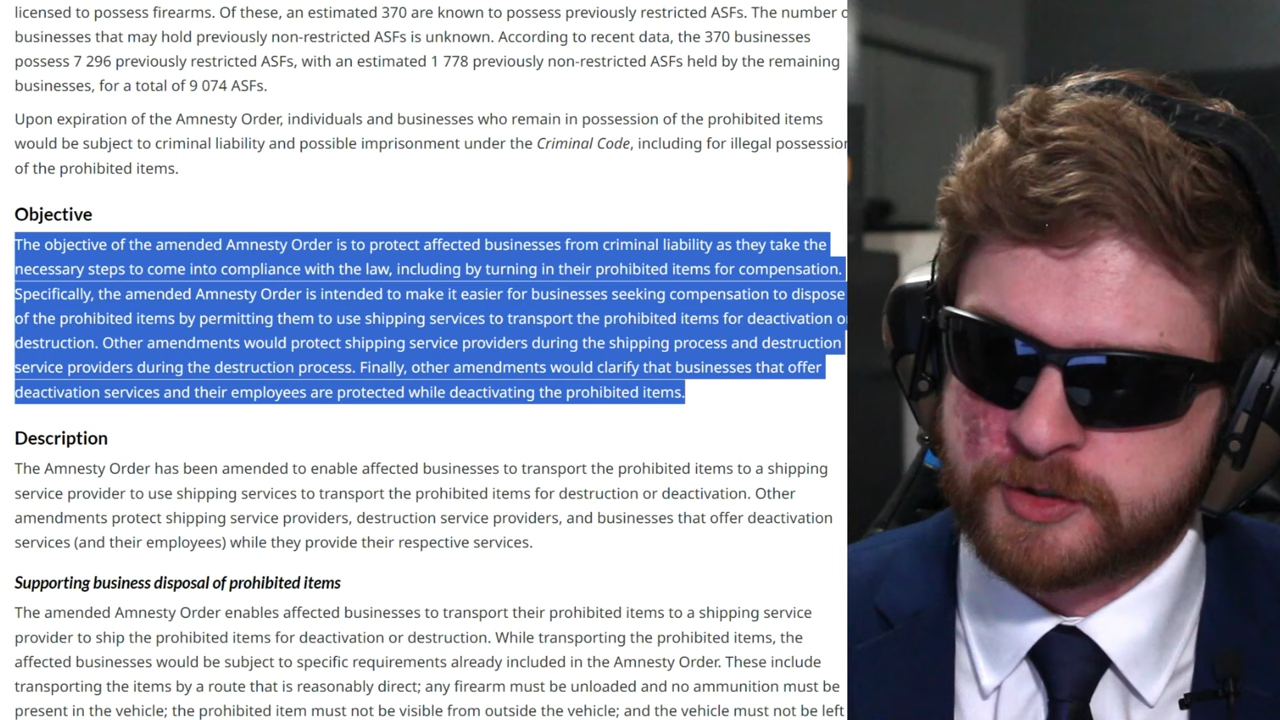 licensed to possess firearms. Of these, an estimated 370 are known to possess previously restricted ASFs. The number
businesses that may hold previously non-restricted ASFs is unknown. According to recent data, the 370 businesses
possess 7 296 previously restricted ASFs, with an estimated 1 778 previously non-restricted ASFs held by the remaining
businesses, for a total of 9 074 ASFs.
Upon expiration of the Amnesty Order, individuals and businesses who remain in possession of the prohibited items
would be subject to criminal liability and possible imprisonment under the Criminal Code, including for illegal possession
of the prohibited items.
Objective
The objective of the amended Amnesty Order is to protect affected businesses from criminal liability as they take the
necessary steps to come into compliance with the law, including by turning in their prohibited items for compensation.
Specifically, the amended Amnesty Order is intended to make it easier for businesses seeking compensation to dispose
of the prohibited items by permitting them to use shipping services to transport the prohibited items for deactivation or
destruction. Other amendments would protect shipping service providers during the shipping process and destruction
service providers during the destruction process. Finally, other amendments would clarify that businesses that offer
deactivation services and their employees are protected while deactivating the prohibited items.
Description
The Amnesty Order has been amended to enable affected businesses to transport the prohibited items to a shipping
service provider to use shipping services to transport the prohibited items for destruction or deactivation. Other
amendments protect shipping service providers, destruction service providers, and businesses that offer deactivation
services (and their employees) while they provide their respective services.
Supporting business disposal of prohibited items
The amended Amnesty Order enables affected businesses to transport their prohibited items to a shipping service
provider to ship the prohibited items for deactivation or destruction. While transporting the prohibited items, the
affected businesses would be subject to specific requirements already included in the Amnesty Order. These include
transporting the items by a route that is reasonably direct; any firearm must be unloaded and no ammunition must be
present in the vehicle; the prohibited item must not be visible from outside the vehicle; and the vehicle must not be left